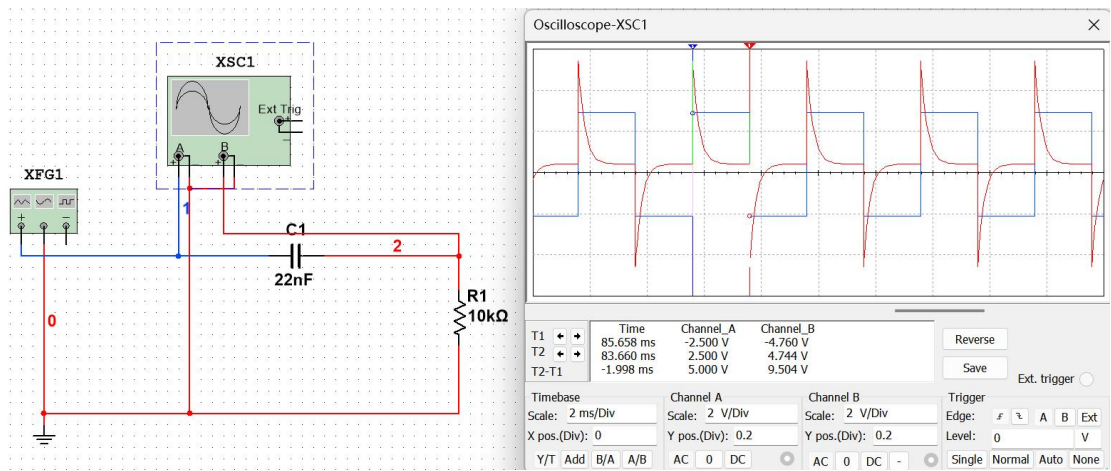 XSC1
Ext Trig
+
−
A
B
+
−
+
−
XFG1
+
−
1
C1
22nF
2
R1
10kΩ
0
Oscilloscope-XSC1
Time Channel_A Channel_B
T1 85.658 ms -2.500 V -4.760 V
T2 83.660 ms 2.500 V 4.744 V
T2-T1 -1.998 ms 5.000 V 9.504 V
Reverse
Save
Ext. trigger
Timebase
Scale: 2 ms/Div
X pos.(Div): 0
Y/T Add B/A A/B
Channel A
Scale: 2 V/Div
Y pos.(Div): 0.2
AC 0 DC
Channel B
Scale: 2 V/Div
Y pos.(Div): 0.2
AC 0 DC -
Trigger
Edge: A B Ext
Level: 0 V
Single Normal Auto None